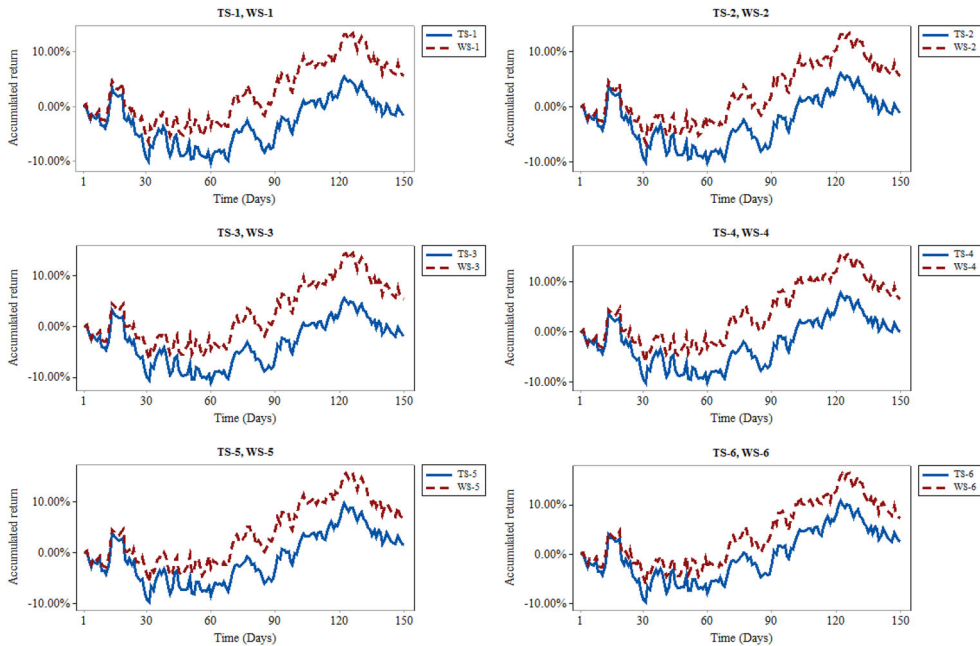 TS-1, WS-1
TS-1
WS-1
10.00%
0.00%
-10.00%
Accumulated return
1 30 60 90 120 150
Time (Days)
TS-2, WS-2
TS-2
WS-2
10.00%
0.00%
-10.00%
Accumulated return
1 30 60 90 120 150
Time (Days)
TS-3, WS-3
TS-3
WS-3
10.00%
0.00%
-10.00%
Accumulated return
1 30 60 90 120 150
Time (Days)
TS-4, WS-4
TS-4
WS-4
10.00%
0.00%
-10.00%
Accumulated return
1 30 60 90 120 150
Time (Days)
TS-5, WS-5
TS-5
WS-5
10.00%
0.00%
-10.00%
Accumulated return
1 30 60 90 120 150
Time (Days)
TS-6, WS-6
TS-6
WS-6
10.00%
0.00%
-10.00%
Accumulated return
1 30 60 90 120 150
Time (Days)